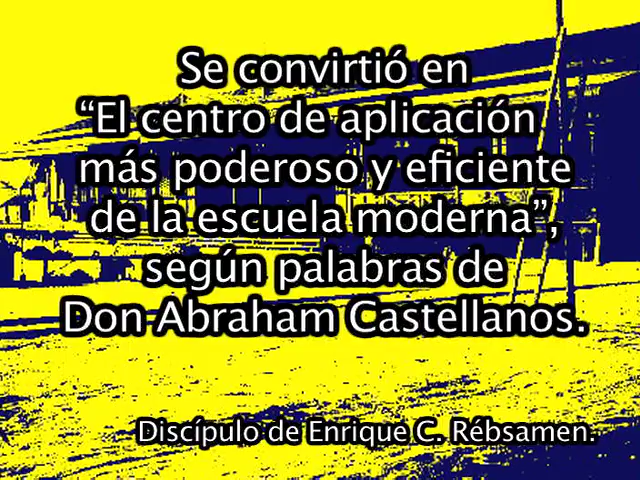 Se convirtió en
“El centro de aplicación
más poderoso y eficiente
de la escuela moderna”,
según palabras de
Don Abraham Castellanos.
Discípulo de Enrique C. Rébsamen.